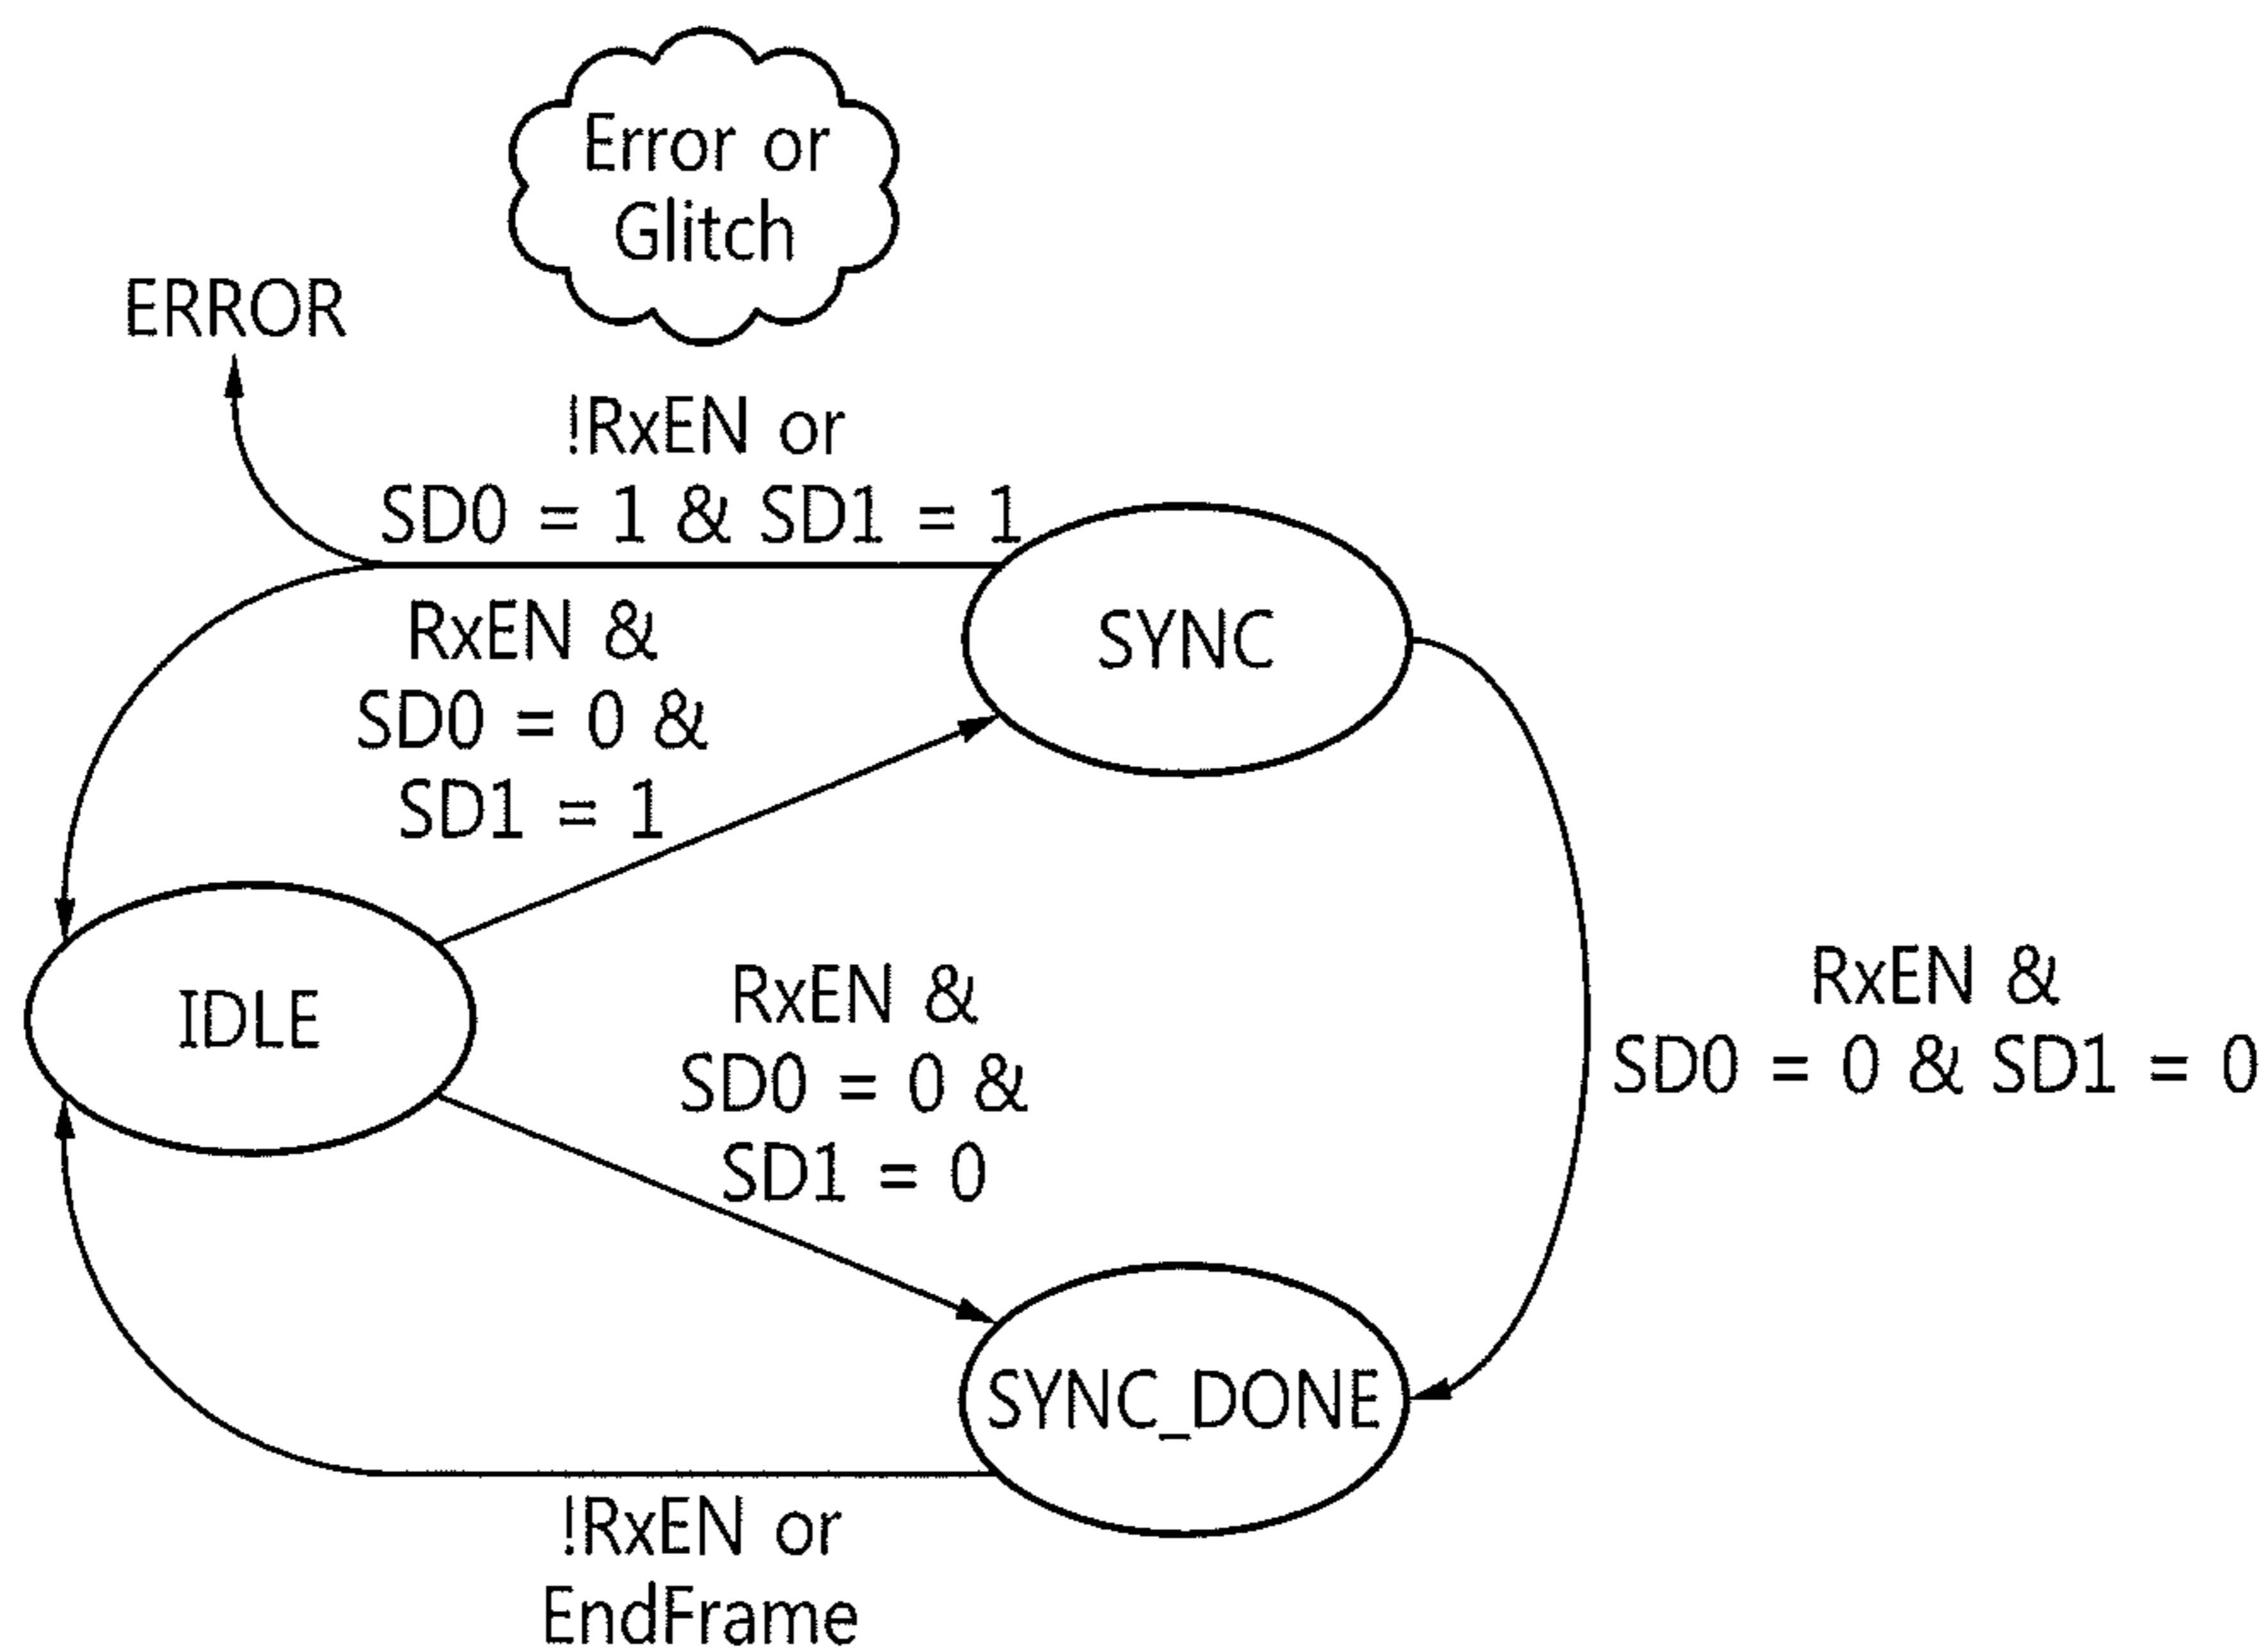 Error or
Glitch
ERROR
!RxEN or
SD0 = 1 & SD1 = 1
RxEN &
SD0 = 0 &
SD1 = 1
SYNC
IDLE
RxEN &
SD0 = 0 &
SD1 = 0
RxEN &
SD0 = 0 & SD1 = 0
SYNC_DONE
!RxEN or
EndFrame